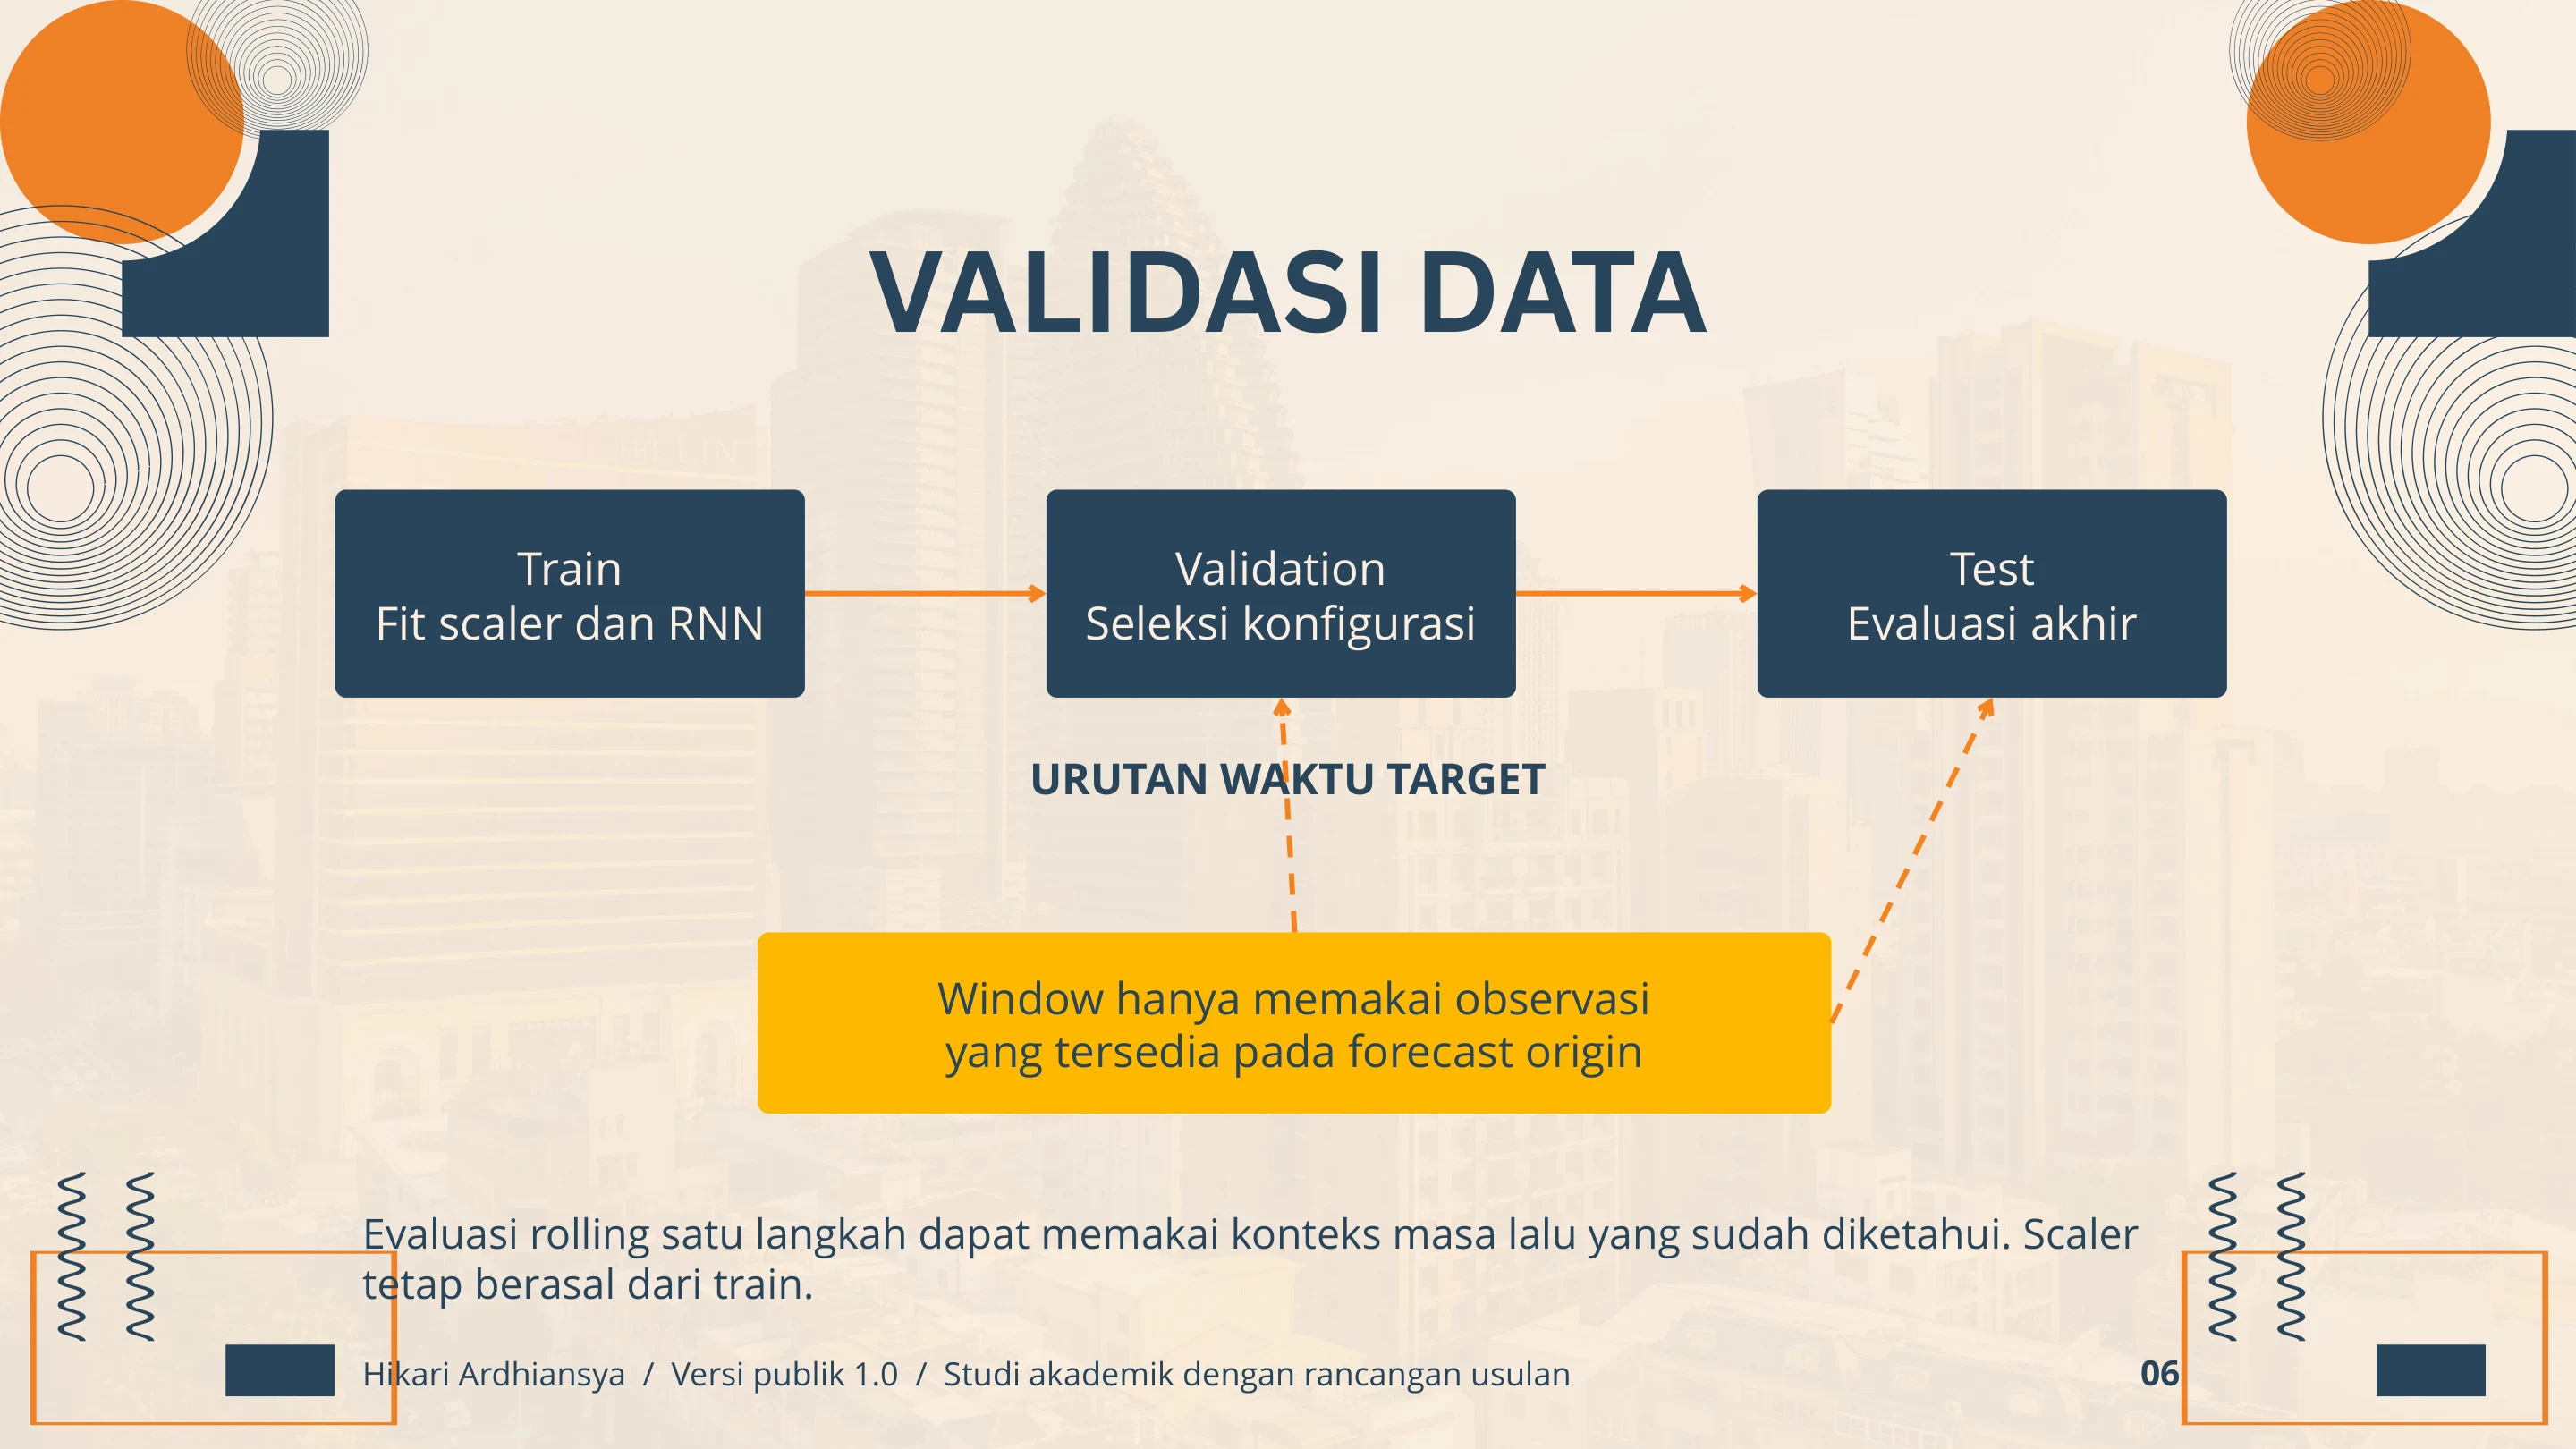 VALIDASI DATA
Train
Fit scaler dan RNN
Validation
Seleksi konfigurasi
Test
Evaluasi akhir
URUTAN WAKTU TARGET
Window hanya memakai observasi
yang tersedia pada forecast origin
Evaluasi rolling satu langkah dapat memakai konteks masa lalu yang sudah diketahui. Scaler
tetap berasal dari train.
Hikari Ardhiansya / Versi publik 1.0 / Studi akademik dengan rancangan usulan
06